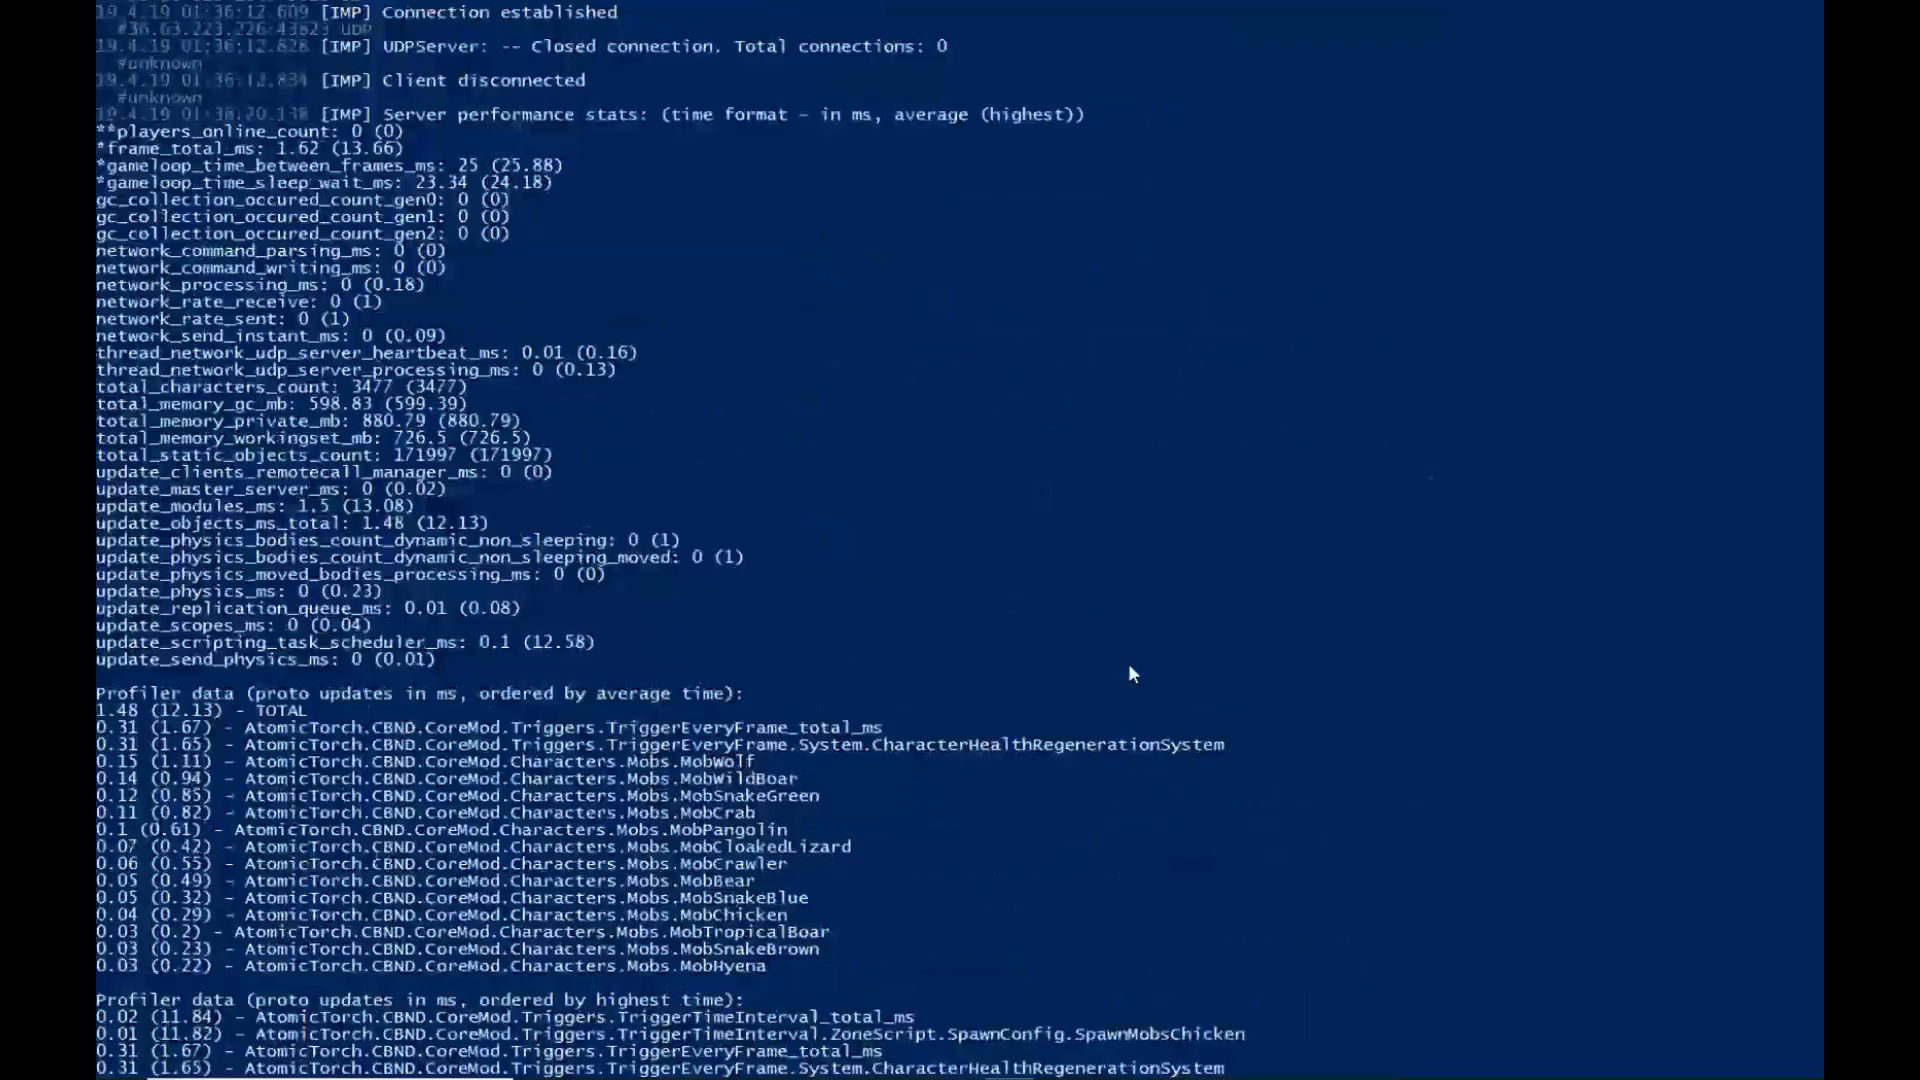 19.4.19 01:36:12.609 [IMP] Connection established
#36.63.223.226:43623 UDP
19.4.19 01:36:12.828 [IMP] UDPServer: -- Closed connection. Total connections: 0
#unknown
19.4.19 01:36:12.834 [IMP] Client disconnected
#unknown
19.4.19 01:36:20.138 [IMP] Server performance stats: (time format - in ms, average (highest))
**players_online_count: 0 (0)
*frame_total_ms: 1.62 (13.66)
*gameloop_time_between_frames_ms: 25 (25.88)
*gameloop_time_sleep_wait_ms: 23.34 (24.18)
gc_collection_occured_count_gen0: 0 (0)
gc_collection_occured_count_gen1: 0 (0)
gc_collection_occured_count_gen2: 0 (0)
network_command_parsing_ms: 0 (0)
network_command_writing_ms: 0 (0)
network_processing_ms: 0 (0.18)
network_rate_receive: 0 (1)
network_rate_sent: 0 (1)
network_send_instant_ms: 0 (0.09)
thread_network_udp_server_heartbeat_ms: 0.01 (0.16)
thread_network_udp_server_processing_ms: 0 (0.13)
total_characters_count: 3477 (3477)
total_memory_gc_mb: 598.83 (599.39)
total_memory_private_mb: 880.79 (880.79)
total_memory_workingset_mb: 726.5 (726.5)
total_static_objects_count: 171997 (171997)
update_clients_remotecall_manager_ms: 0 (0)
update_master_server_ms: 0 (0.02)
update_modules_ms: 1.5 (13.08)
update_objects_ms_total: 1.48 (12.13)
update_physics_bodies_count_dynamic_non_sleeping: 0 (1)
update_physics_bodies_count_dynamic_non_sleeping_moved: 0 (1)
update_physics_moved_bodies_processing_ms: 0 (0)
update_physics_ms: 0 (0.23)
update_replication_queue_ms: 0.01 (0.08)
update_scopes_ms: 0 (0.04)
update_scripting_task_scheduler_ms: 0.1 (12.58)
update_send_physics_ms: 0 (0.01)
Profiler data (proto updates in ms, ordered by average time):
1.48 (12.13) - TOTAL
0.31 (1.67) - AtomicTorch.CBND.CoreMod.Triggers.TriggerEveryFrame_total_ms
0.31 (1.65) - AtomicTorch.CBND.CoreMod.Triggers.TriggerEveryFrame.System.CharacterHealthRegenerationSystem
0.15 (1.11) - AtomicTorch.CBND.CoreMod.Characters.Mobs.MobWolf
0.14 (0.94) - AtomicTorch.CBND.CoreMod.Characters.Mobs.MobWildBoar
0.12 (0.85) - AtomicTorch.CBND.CoreMod.Characters.Mobs.MobSnakeGreen
0.11 (0.82) - AtomicTorch.CBND.CoreMod.Characters.Mobs.MobCrab
0.1 (0.61) - AtomicTorch.CBND.CoreMod.Characters.Mobs.MobPangolin
0.07 (0.42) - AtomicTorch.CBND.CoreMod.Characters.Mobs.MobCloakedLizard
0.06 (0.55) - AtomicTorch.CBND.CoreMod.Characters.Mobs.MobCrawler
0.05 (0.49) - AtomicTorch.CBND.CoreMod.Characters.Mobs.MobBear
0.05 (0.32) - AtomicTorch.CBND.CoreMod.Characters.Mobs.MobSnakeBlue
0.04 (0.29) - AtomicTorch.CBND.CoreMod.Characters.Mobs.MobChicken
0.03 (0.2) - AtomicTorch.CBND.CoreMod.Characters.Mobs.MobTropicalBoar
0.03 (0.23) - AtomicTorch.CBND.CoreMod.Characters.Mobs.MobSnakeBrown
0.03 (0.22) - AtomicTorch.CBND.CoreMod.Characters.Mobs.MobHyena
Profiler data (proto updates in ms, ordered by highest time):
0.02 (11.84) - AtomicTorch.CBND.CoreMod.Triggers.TriggerTimeInterval_total_ms
0.01 (11.82) - AtomicTorch.CBND.CoreMod.Triggers.TriggerTimeInterval.ZoneScript.SpawnConfig.SpawnMobsChicken
0.31 (1.67) - AtomicTorch.CBND.CoreMod.Triggers.TriggerEveryFrame_total_ms
0.31 (1.65) - AtomicTorch.CBND.CoreMod.Triggers.TriggerEveryFrame.System.CharacterHealthRegenerationSystem